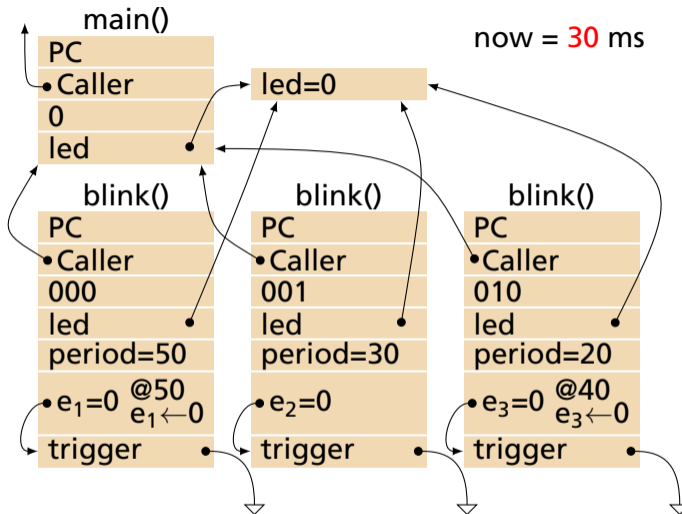 main()
PC
Caller
0
led
led=0
now = 30 ms
blink()
PC
Caller
000
led
period=50
e₁=0 @50
e₁←0
trigger
blink()
PC
Caller
001
led
period=30
e₂=0
trigger
blink()
PC
Caller
010
led
period=20
e₃=0 @40
e₃←0
trigger